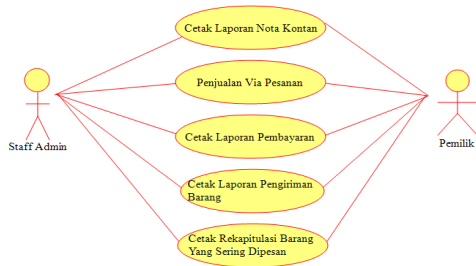 Cetak Laporan Nota Kontan
Penjualan Via Pesanan
Staff Admin
Cetak Laporan Pembayaran
Pemilik
Cetak Laporan Pengiriman
Barang
Cetak Rekapitulasi Barang
Yang Sering Dipesan